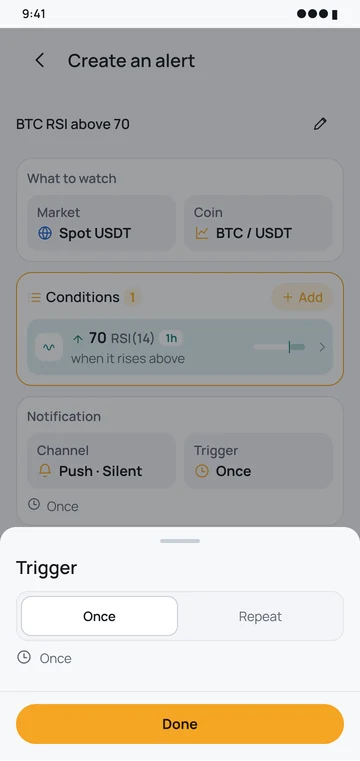 9:41
Create an alert
BTC RSI above 70
What to watch
Market
Spot USDT
Coin
BTC / USDT
Conditions 1
+ Add
70 RSI(14) 1h
when it rises above
Notification
Channel
Push · Silent
Trigger
Once
Once
Trigger
Once
Repeat
Once
Done